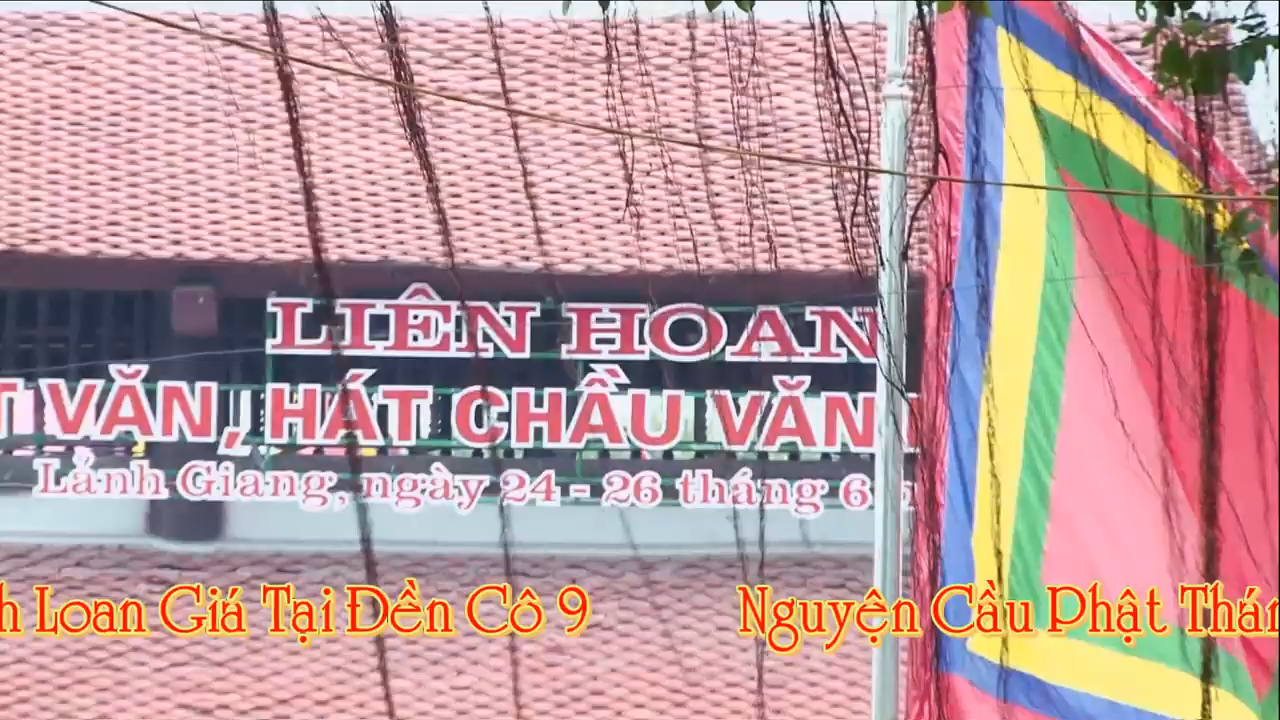 LIÊN HOAN
VĂN, HÁT CHẦU VĂN
Lảnh Giang, ngày 24 - 26 tháng 6
Loan Giá Tại Đền Cô 9 Nguyện Cầu Phật